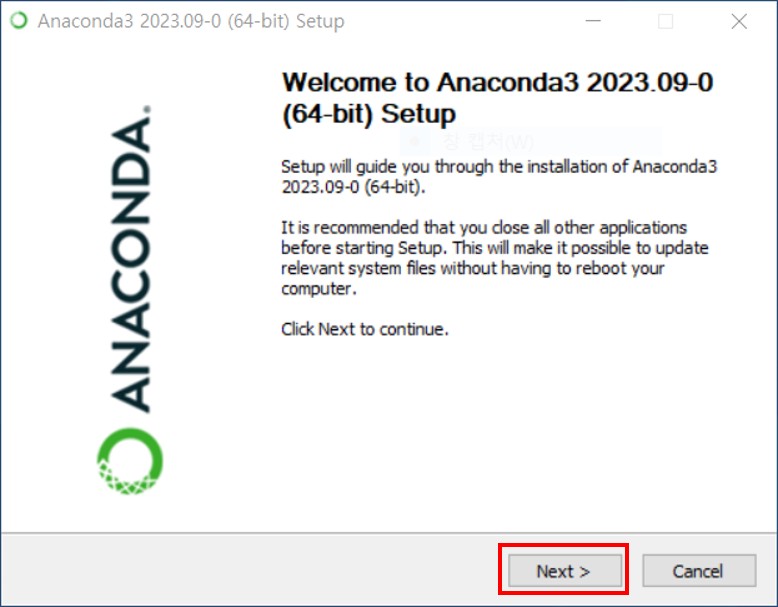 Anaconda3 2023.09-0 (64-bit) Setup
Welcome to Anaconda3 2023.09-0
(64-bit) Setup
Setup will guide you through the installation of Anaconda3
2023.09-0 (64-bit).
It is recommended that you close all other applications
before starting Setup. This will make it possible to update
relevant system files without having to reboot your
computer.
Click Next to continue.
ANACONDA.
Next >
Cancel